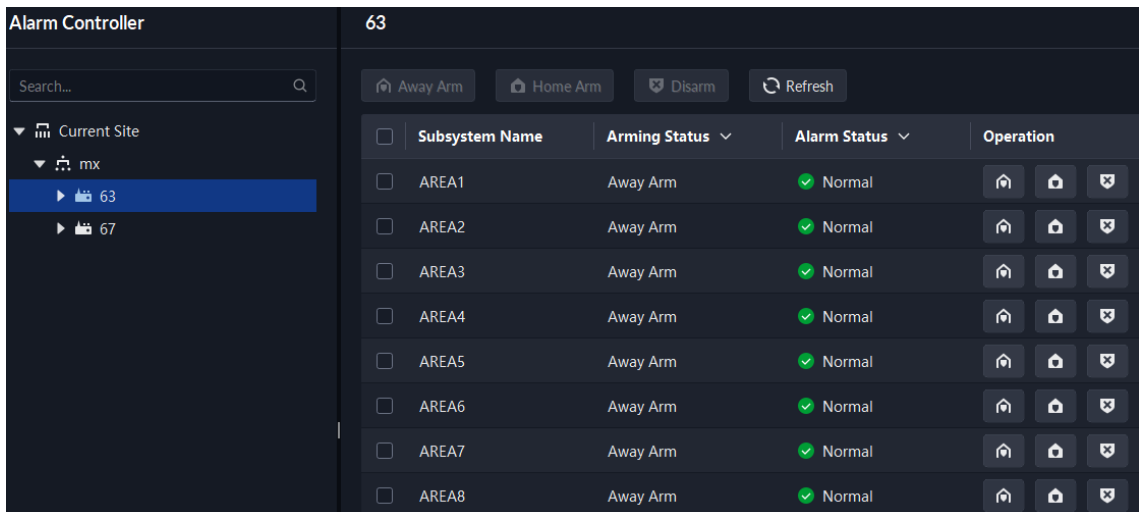 Alarm Controller
63
Search...
Away Arm Home Arm Disarm Refresh
Current Site
mx
63
67
Subsystem Name Arming Status Alarm Status Operation
AREA1 Away Arm Normal
AREA2 Away Arm Normal
AREA3 Away Arm Normal
AREA4 Away Arm Normal
AREA5 Away Arm Normal
AREA6 Away Arm Normal
AREA7 Away Arm Normal
AREA8 Away Arm Normal